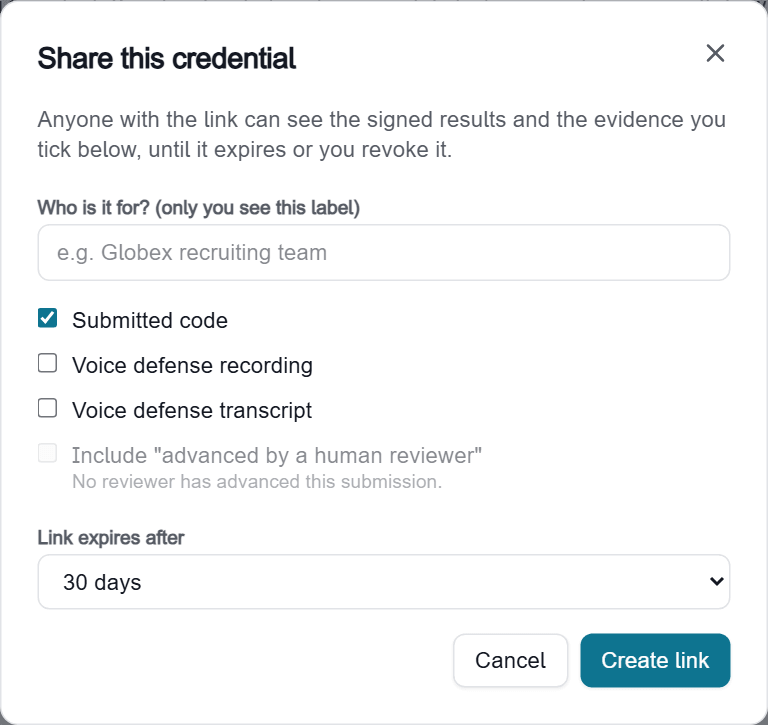 Share this credential
Anyone with the link can see the signed results and the evidence you
tick below, until it expires or you revoke it.
Who is it for? (only you see this label)
e.g. Globex recruiting team
Submitted code
Voice defense recording
Voice defense transcript
Include "advanced by a human reviewer"
No reviewer has advanced this submission.
Link expires after
30 days
Cancel
Create link